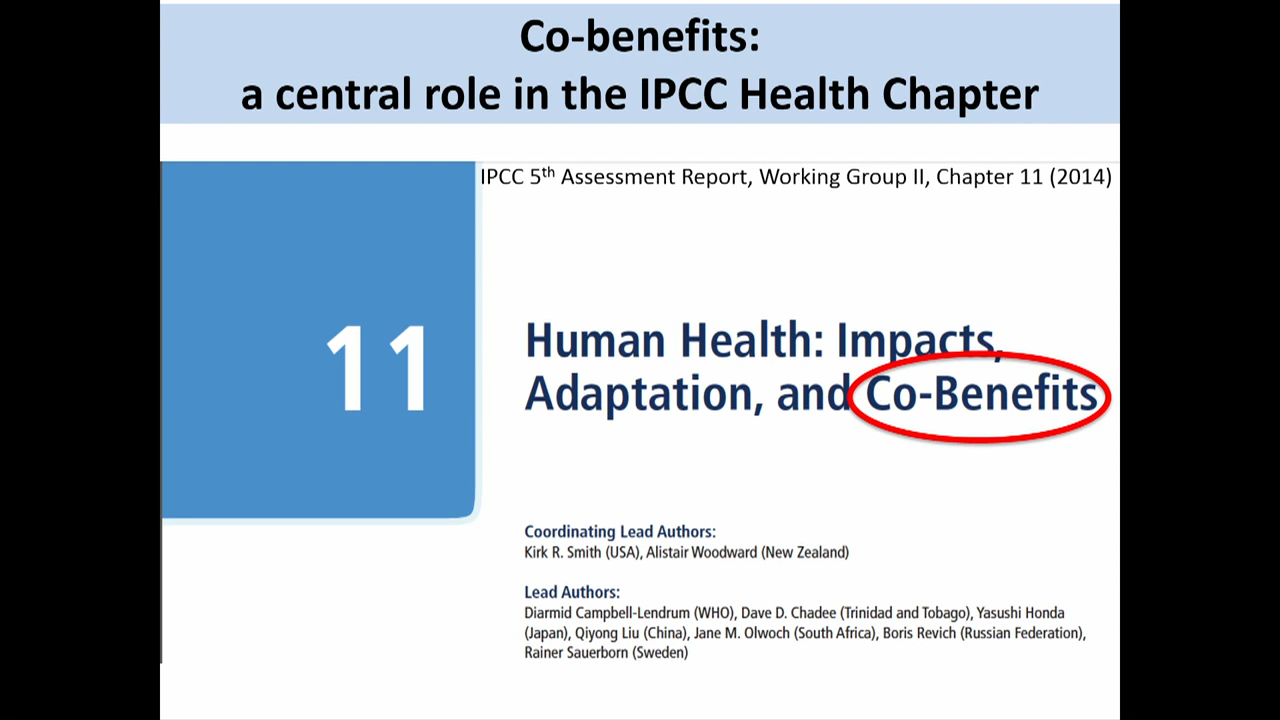 Co-benefits:
a central role in the IPCC Health Chapter
IPCC 5th Assessment Report, Working Group II, Chapter 11 (2014)
11
Human Health: Impacts,
Adaptation, and Co-Benefits
Coordinating Lead Authors:
Kirk R. Smith (USA), Alistair Woodward (New Zealand)
Lead Authors:
Diarmid Campbell-Lendrum (WHO), Dave D. Chadee (Trinidad and Tobago), Yasushi Honda
(Japan), Qiyong Liu (China), Jane M. Olwoch (South Africa), Boris Revich (Russian Federation),
Rainer Sauerborn (Sweden)